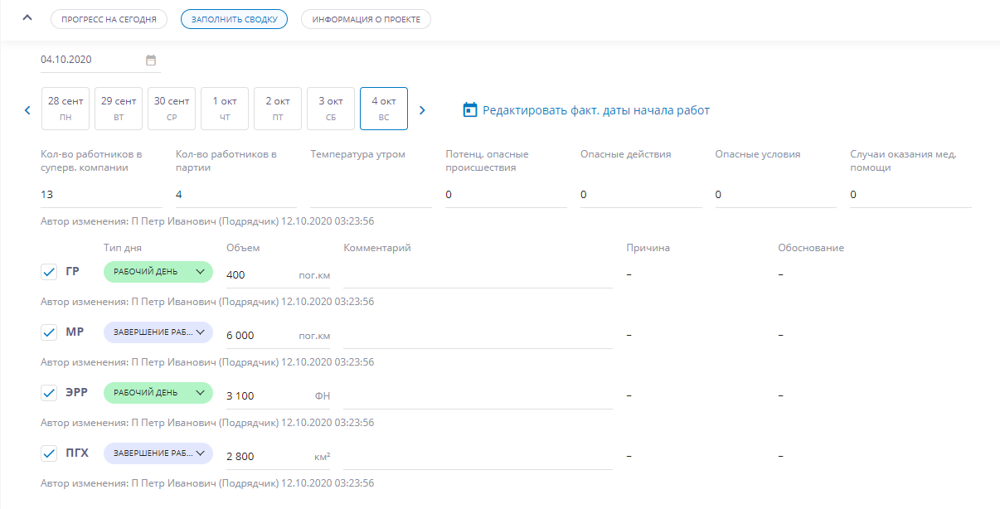 ПРОГРЕСС НА СЕГОДНЯ ЗАПОЛНИТЬ СВОДКУ ИНФОРМАЦИЯ О ПРОЕКТЕ
04.10.2020
28 сент 29 сент 30 сент 1 окт 2 окт 3 окт 4 окт
ПН ВТ СР ЧТ ПТ СБ ВС
Редактировать факт. даты начала работ
Кол-во работников в суперв. компании
Кол-во работников в партии
Температура утром
Потенц. опасные происшествия
Опасные действия
Опасные условия
Случаи оказания мед. помощи
13 4 0 0 0 0
Автор изменения: П Петр Иванович (Подрядчик) 12.10.2020 03:23:56
Тип дня Объем Комментарий Причина Обоснование
ГР РАБОЧИЙ ДЕНЬ 400 пог.км – –
Автор изменения: П Петр Иванович (Подрядчик) 12.10.2020 03:23:56
МР ЗАВЕРШЕНИЕ РАБ... 6 000 пог.км – –
Автор изменения: П Петр Иванович (Подрядчик) 12.10.2020 03:23:56
ЭРР РАБОЧИЙ ДЕНЬ 3 100 ФН – –
Автор изменения: П Петр Иванович (Подрядчик) 12.10.2020 03:23:56
ПГХ ЗАВЕРШЕНИЕ РАБ... 2 800 км² – –
Автор изменения: П Петр Иванович (Подрядчик) 12.10.2020 03:23:56